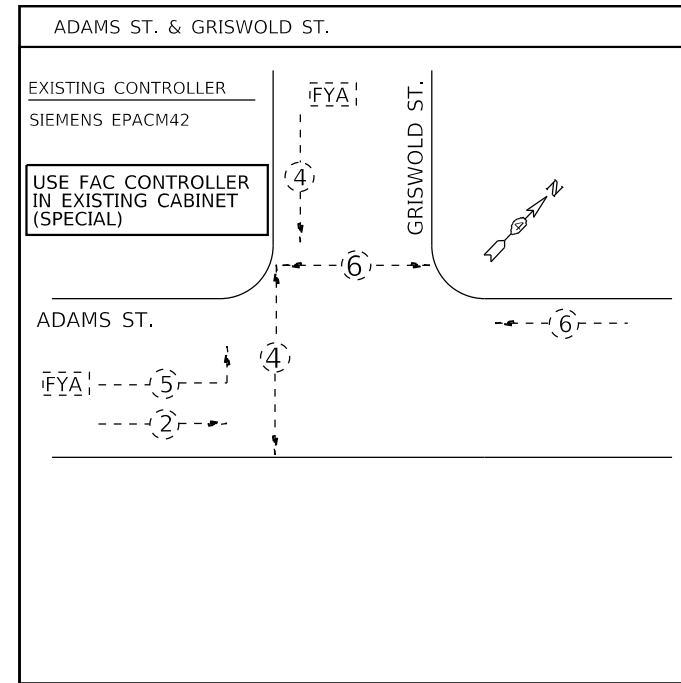 ADAMS ST. & GRISWOLD ST.
EXISTING CONTROLLER
SIEMENS EPACM42
USE FAC CONTROLLER
IN EXISTING CABINET
(SPECIAL)
FYA
GRISWOLD ST.
4
N
4
6
ADAMS ST.
6
4
FYA
5
2